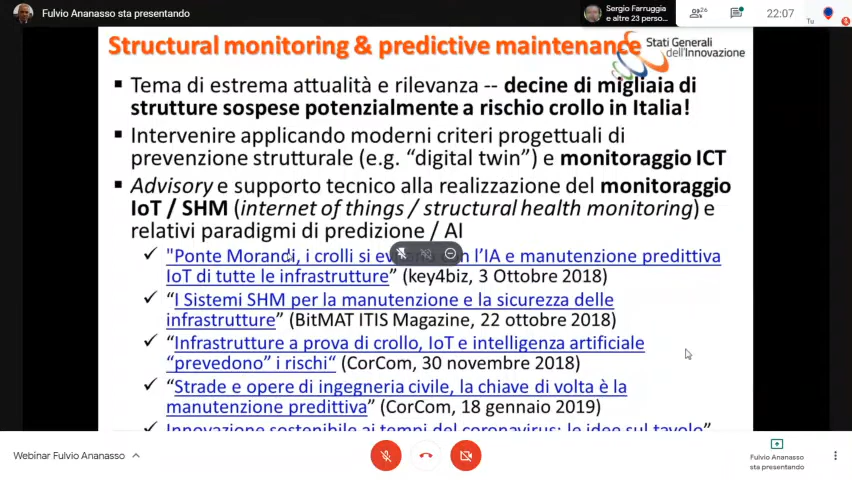 Fulvio Ananasso sta presentando
Sergio Farruggia
e altre 23 perso...
26
22:07
Tu
Structural monitoring & predictive maintenance
Stati Generali
dell'Innovazione
▪ Tema di estrema attualità e rilevanza -- decine di migliaia di
strutture sospese potenzialmente a rischio crollo in Italia!
▪ Intervenire applicando moderni criteri progettuali di
prevenzione strutturale (e.g. "digital twin") e monitoraggio ICT
▪ Advisory e supporto tecnico alla realizzazione del monitoraggio
IoT / SHM (internet of things / structural health monitoring) e
relativi paradigmi di predizione / AI
✓ "Ponte Morandi, i crolli si l'IA e manutenzione predittiva
IoT di tutte le infrastrutture" (key4biz, 3 Ottobre 2018)
✓ "I Sistemi SHM per la manutenzione e la sicurezza delle
infrastrutture" (BitMAT ITIS Magazine, 22 ottobre 2018)
✓ "Infrastrutture a prova di crollo, IoT e intelligenza artificiale
"prevedono" i rischi" (CorCom, 30 novembre 2018)
✓ "Strade e opere di ingegneria civile, la chiave di volta è la
manutenzione predittiva" (CorCom, 18 gennaio 2019)
✓ Innovazione sostenibile ai tempi del coronavirus: le idee sul tavolo"
Webinar Fulvio Ananasso
Fulvio Ananasso
sta presentando